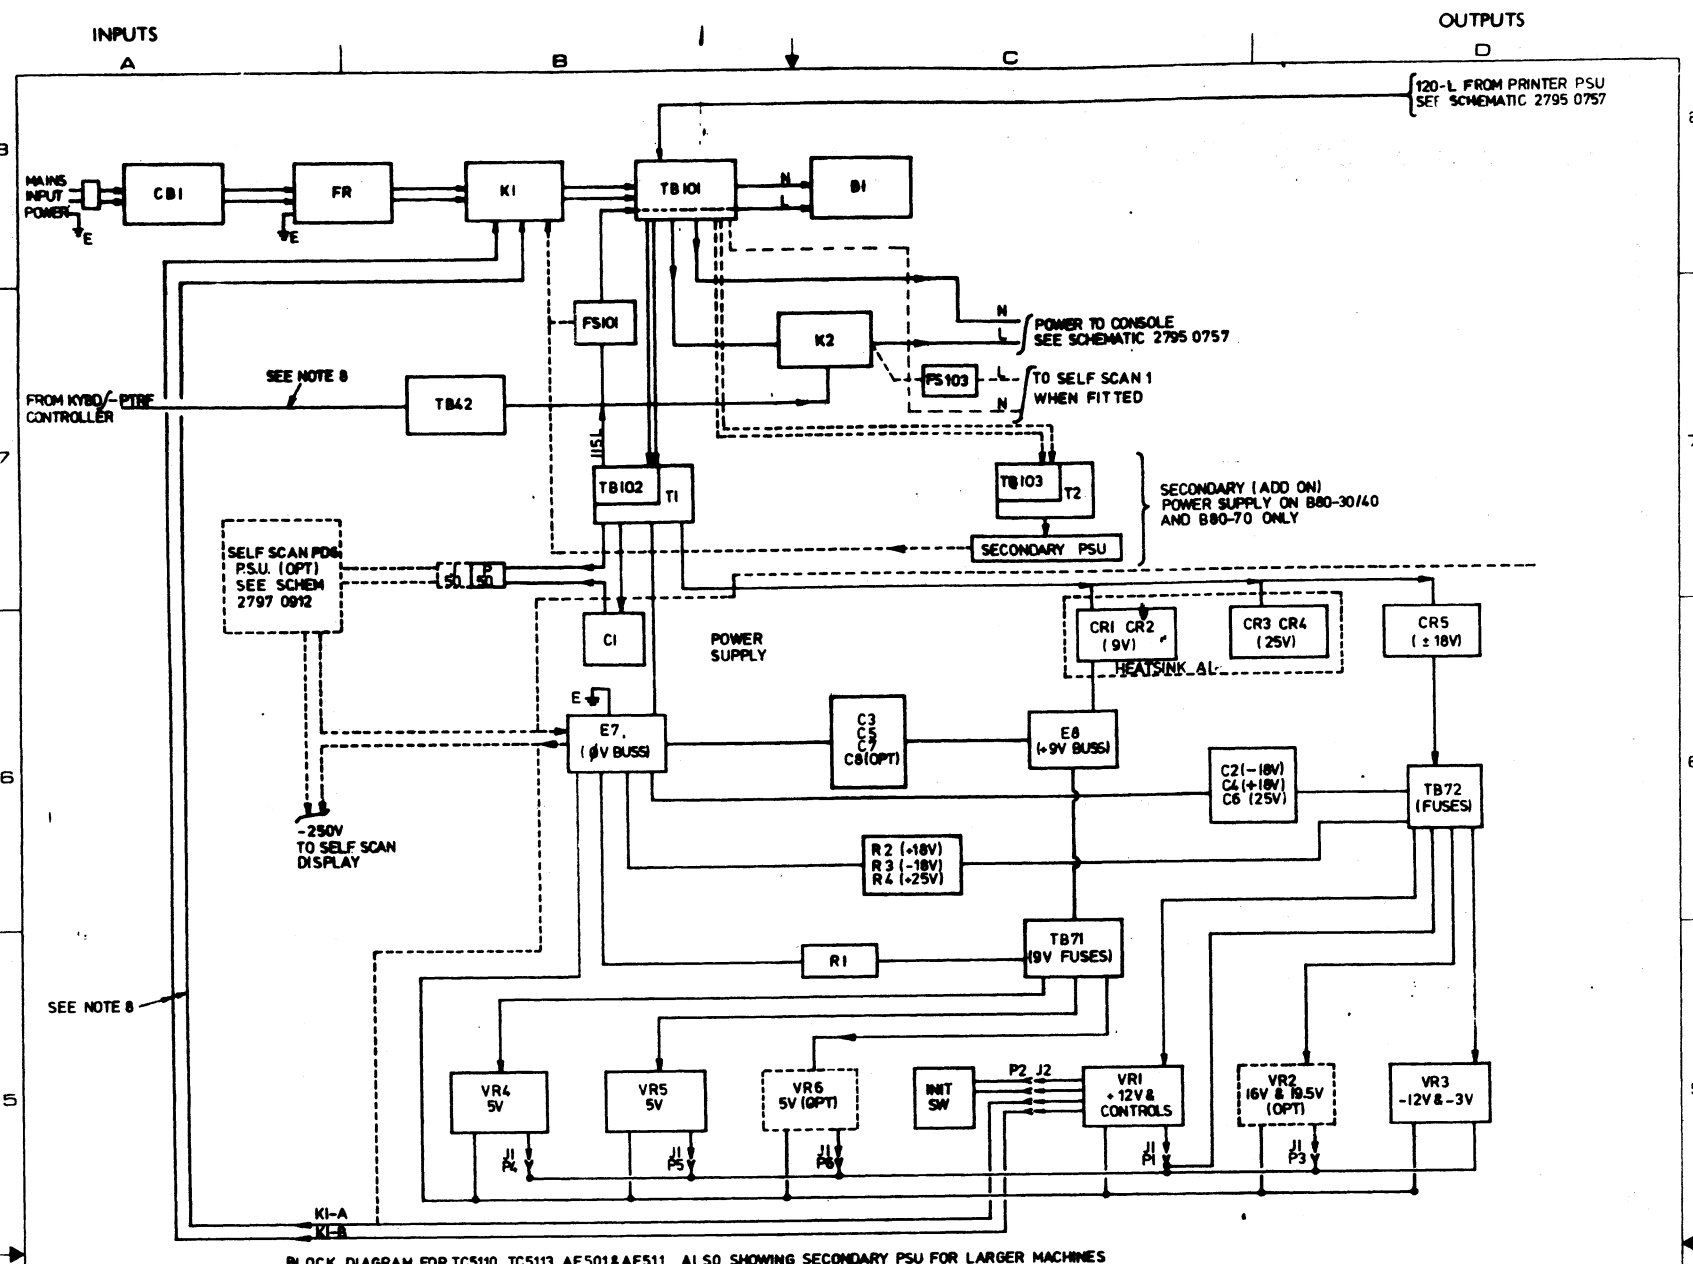 INPUTS
OUTPUTS
A
B
C
D
120-L FROM PRINTER PSU
SEE SCHEMATIC 2795 0757
MAINS
INPUT
POWER
E
CB1
FR
E
K1
TB101
N
L
B1
FS101
K2
N
L
POWER TO CONSOLE
SEE SCHEMATIC 2795 0757
FS103
L
N
TO SELF SCAN 1
WHEN FITTED
SEE NOTE 8
FROM KYBD/-PTRF
CONTROLLER
TB42
115L
7
TB102
T1
TB103
T2
SECONDARY (ADD ON)
POWER SUPPLY ON B80-30/40
AND B80-70 ONLY
SECONDARY PSU
SELF SCAN PDG
P.S.U. (OPT)
SEE SCHEM
2797 0912
J
50
P
50
C1
POWER
SUPPLY
CR1 CR2
(9V)
HEATSINK A1
CR3 CR4
(25V)
CR5
(±18V)
E
E7
(ØV BUSS)
C3
C5
C7
C8(OPT)
E8
(+9V BUSS)
6
C2(-18V)
C4(+18V)
C6 (25V)
TB72
(FUSES)
-250V
TO SELF SCAN
DISPLAY
R2 (+18V)
R3 (-18V)
R4 (+25V)
R1
TB71
(9V FUSES)
SEE NOTE 8
5
VR4
5V
VR5
5V
VR6
5V (OPT)
INIT
SW
P2 J2
VR1
+12V &
CONTROLS
VR2
16V & 19.5V
(OPT)
VR3
-12V & -3V
J1
P4
J1
P5
J1
P6
J1
P1
J1
P3
K1-A
K1-B
BLOCK DIAGRAM FOR TC5110, TC5113, AE501 & AE511 ALSO SHOWING SECONDARY PSU FOR LARGER MACHINES